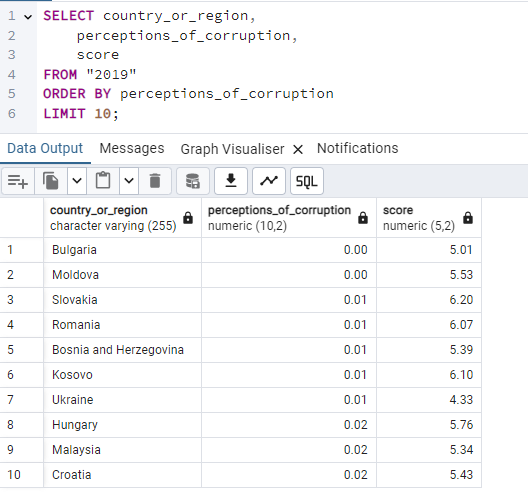 1 SELECT country_or_region,
2 perceptions_of_corruption,
3 score
4 FROM "2019"
5 ORDER BY perceptions_of_corruption
6 LIMIT 10;
Data Output Messages Graph Visualiser × Notifications
SQL
country_or_region perceptions_of_corruption score
character varying (255) numeric (10,2) numeric (5,2)
1 Bulgaria 0.00 5.01
2 Moldova 0.00 5.53
3 Slovakia 0.01 6.20
4 Romania 0.01 6.07
5 Bosnia and Herzegovina 0.01 5.39
6 Kosovo 0.01 6.10
7 Ukraine 0.01 4.33
8 Hungary 0.02 5.76
9 Malaysia 0.02 5.34
10 Croatia 0.02 5.43